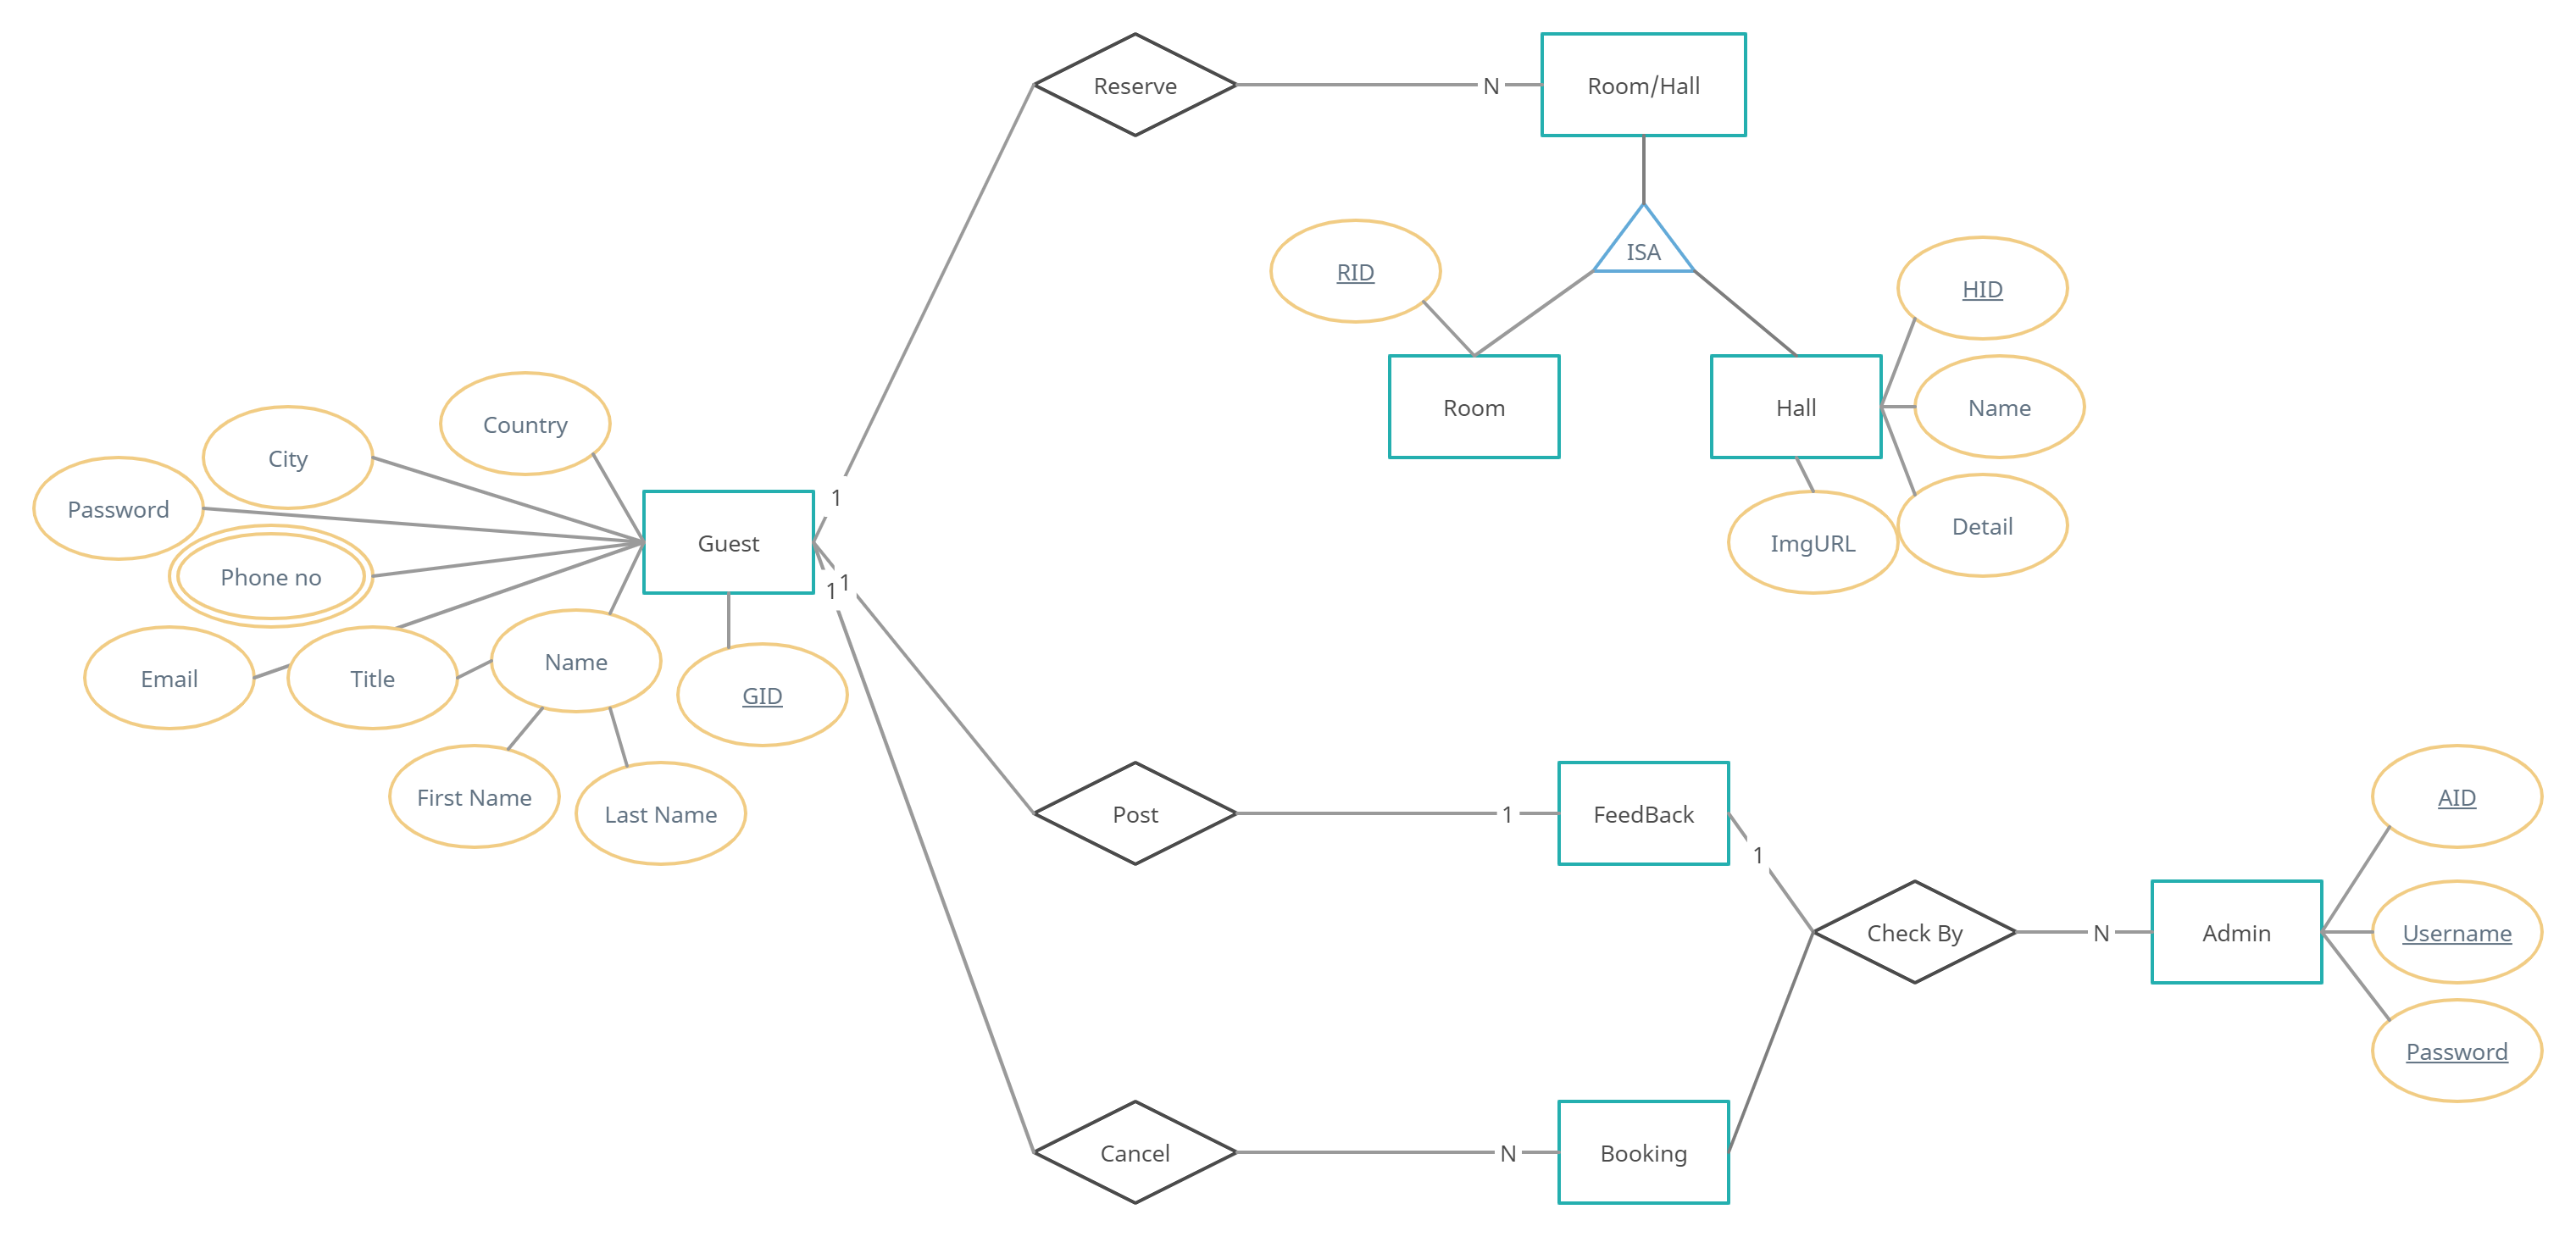 Reserve
N
Room/Hall
ISA
RID
HID
Room
Hall
Name
Detail
ImgURL
Country
City
Password
Phone no
Guest
1
1
1
Email
Title
Name
GID
First Name
Last Name
Post
1
FeedBack
1
AID
Check By
N
Admin
Username
Password
Cancel
N
Booking